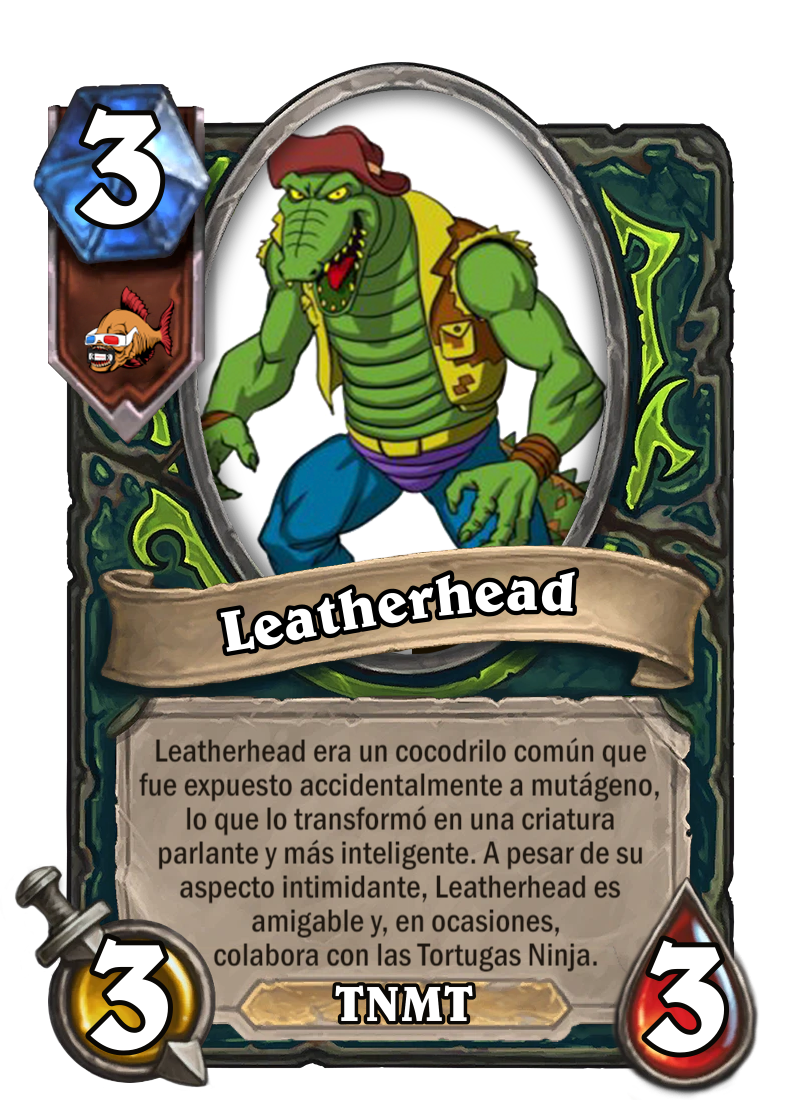 3
Leatherhead
Leatherhead era un cocodrilo común que
fue expuesto accidentalmente a mutágeno,
lo que lo transformó en una criatura
parlante y más inteligente. A pesar de su
aspecto intimidante, Leatherhead es
amigable y, en ocasiones,
colabora con las Tortugas Ninja.
3
TNMT
3